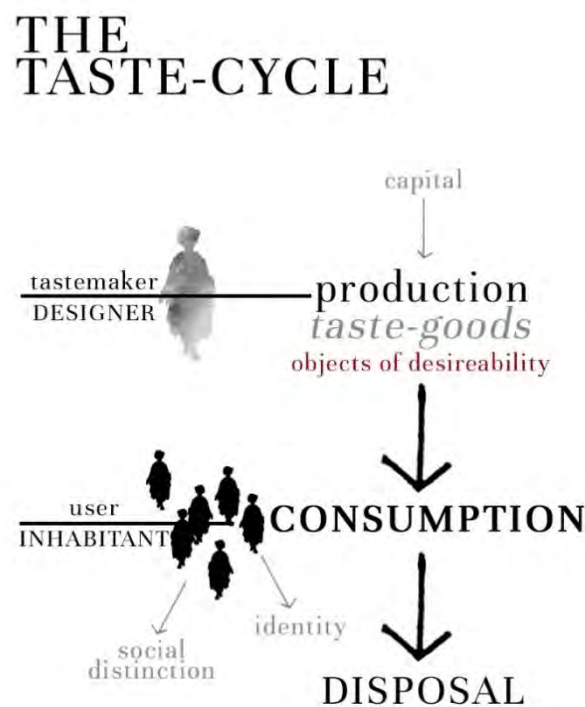 THE
TASTE-CYCLE
capital
tastemaker
DESIGNER
production
taste-goods
objects of desireability
user
INHABITANT
CONSUMPTION
identity
social
distinction
DISPOSAL